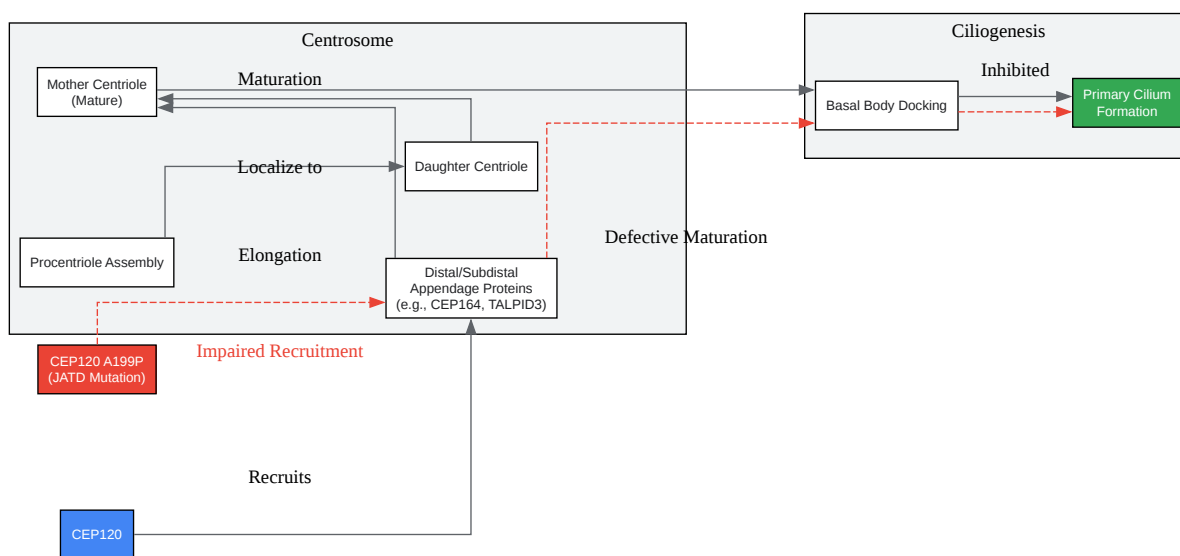 Centrosome
Ciliogenesis
Mother Centriole
(Mature)
Maturation
Inhibited
Basal Body Docking
Primary Cilium
Formation
Localize to
Daughter Centriole
Procentriole Assembly
Elongation
Defective Maturation
Distal/Subdistal
Appendage Proteins
(e.g., CEP164, TALPID3)
Impaired Recruitment
CEP120 A199P
(JATD Mutation)
Recruits
CEP120